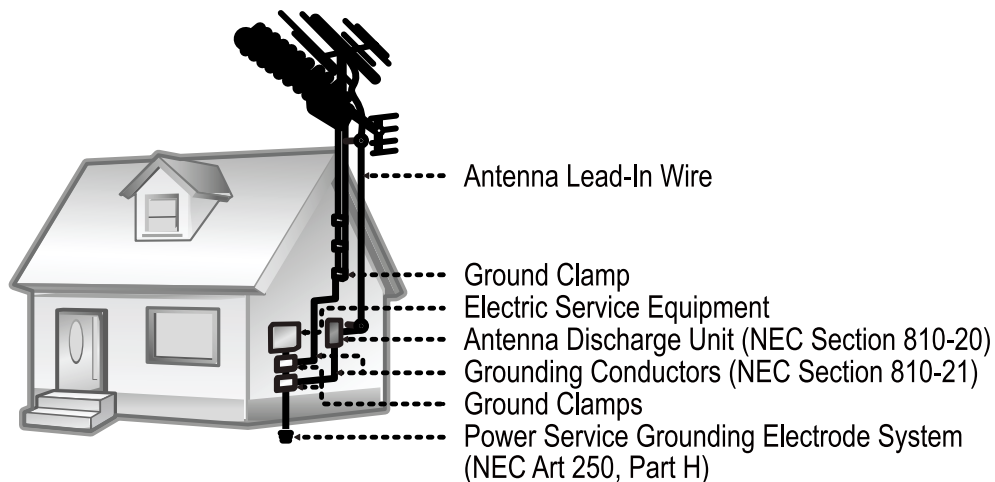 Antenna Lead-In Wire
Ground Clamp
Electric Service Equipment
Antenna Discharge Unit (NEC Section 810-20)
Grounding Conductors (NEC Section 810-21)
Ground Clamps
Power Service Grounding Electrode System
(NEC Art 250, Part H)